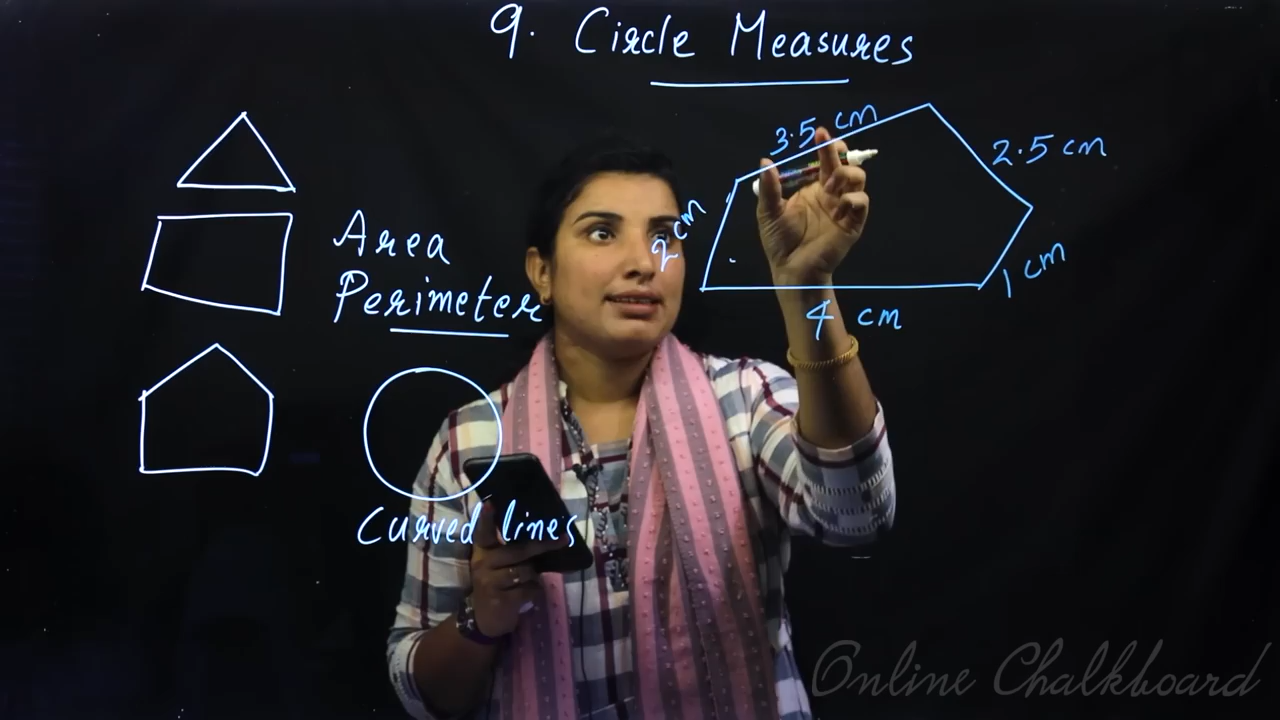 9. Circle Measures
3.5 cm
2.5 cm
2 cm
1 cm
4 cm
Area
Perimeter
Curved lines
Online Chalkboard